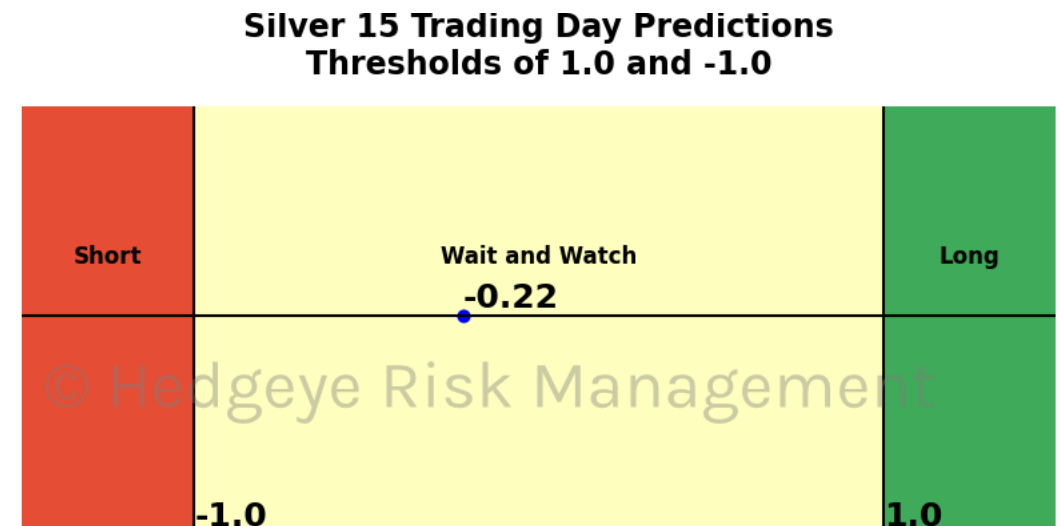 Silver 15 Trading Day Predictions
Thresholds of 1.0 and -1.0
Short
Wait and Watch
Long
-0.22
© Hedgeye Risk Management
-1.0
1.0